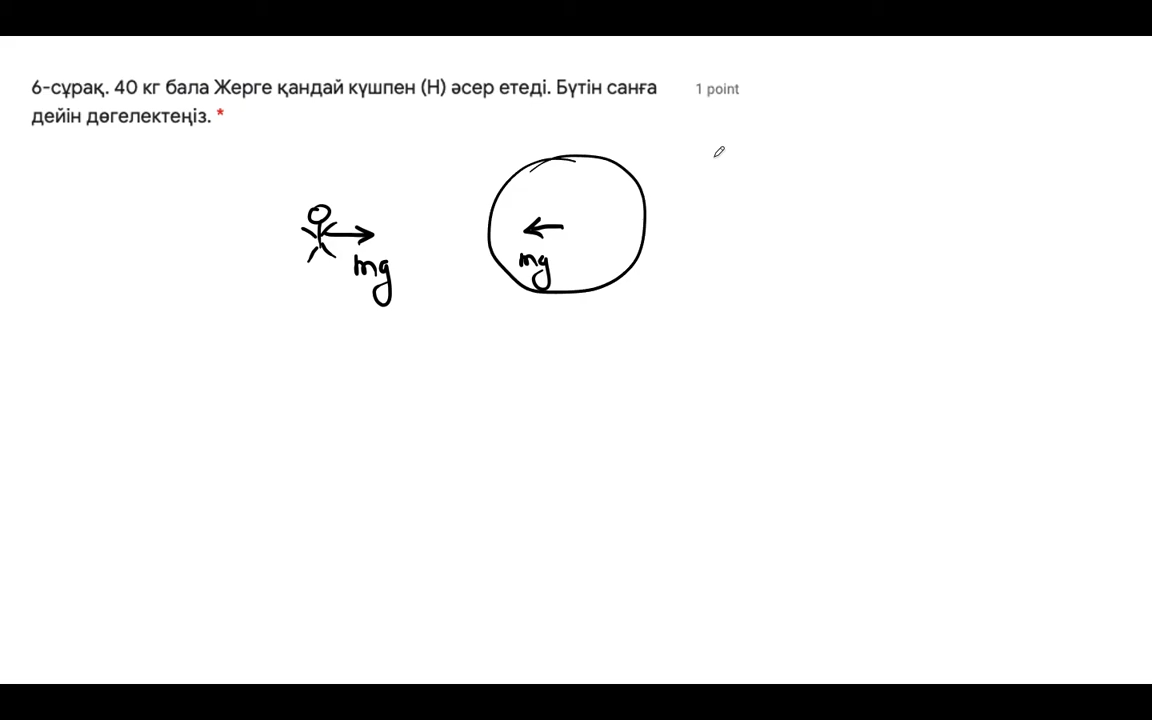 6-сұрақ. 40 кг бала Жерге қандай күшпен (Н) әсер етеді. Бүтін санға
дейін дөгелектеңіз. *
1 point
mg
mg